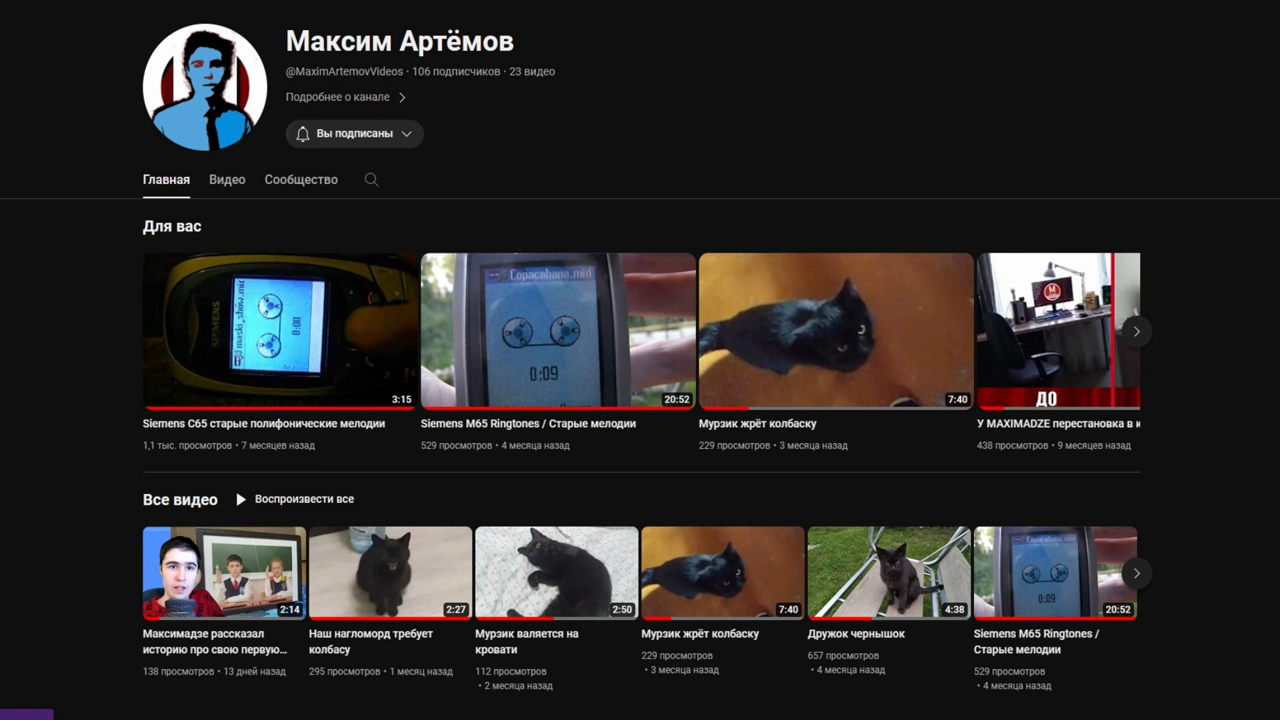 Максим Артёмов
@MaximArtemovVideos · 106 подписчиков · 23 видео
Подробнее о канале
Вы подписаны
Главная
Видео
Сообщество
Для вас
SIEMENS
maski_show.mid
0:00
3:15
Copacabana.mid
0:09
20:52
7:40
ДО
Siemens C65 старые полифонические мелодии
1,1 тыс. просмотров • 7 месяцев назад
Siemens M65 Ringtones / Старые мелодии
529 просмотров • 4 месяца назад
Мурзик жрёт колбаску
229 просмотров • 3 месяца назад
У MAXIMADZE перестановка в к
438 просмотров • 9 месяцев назад
Все видео
Воспроизвести все
2:14
2:27
2:50
7:40
4:38
Copacabana.mid
0:09
20:52
Максимадзе рассказал
историю про свою первую...
138 просмотров • 13 дней назад
Наш нагломорд требует
колбасу
295 просмотров • 1 месяц назад
Мурзик валяется на
кровати
112 просмотров
• 2 месяца назад
Мурзик жрёт колбаску
229 просмотров
• 3 месяца назад
Дружок чернышок
657 просмотров
• 4 месяца назад
Siemens M65 Ringtones /
Старые мелодии
529 просмотров
• 4 месяца назад